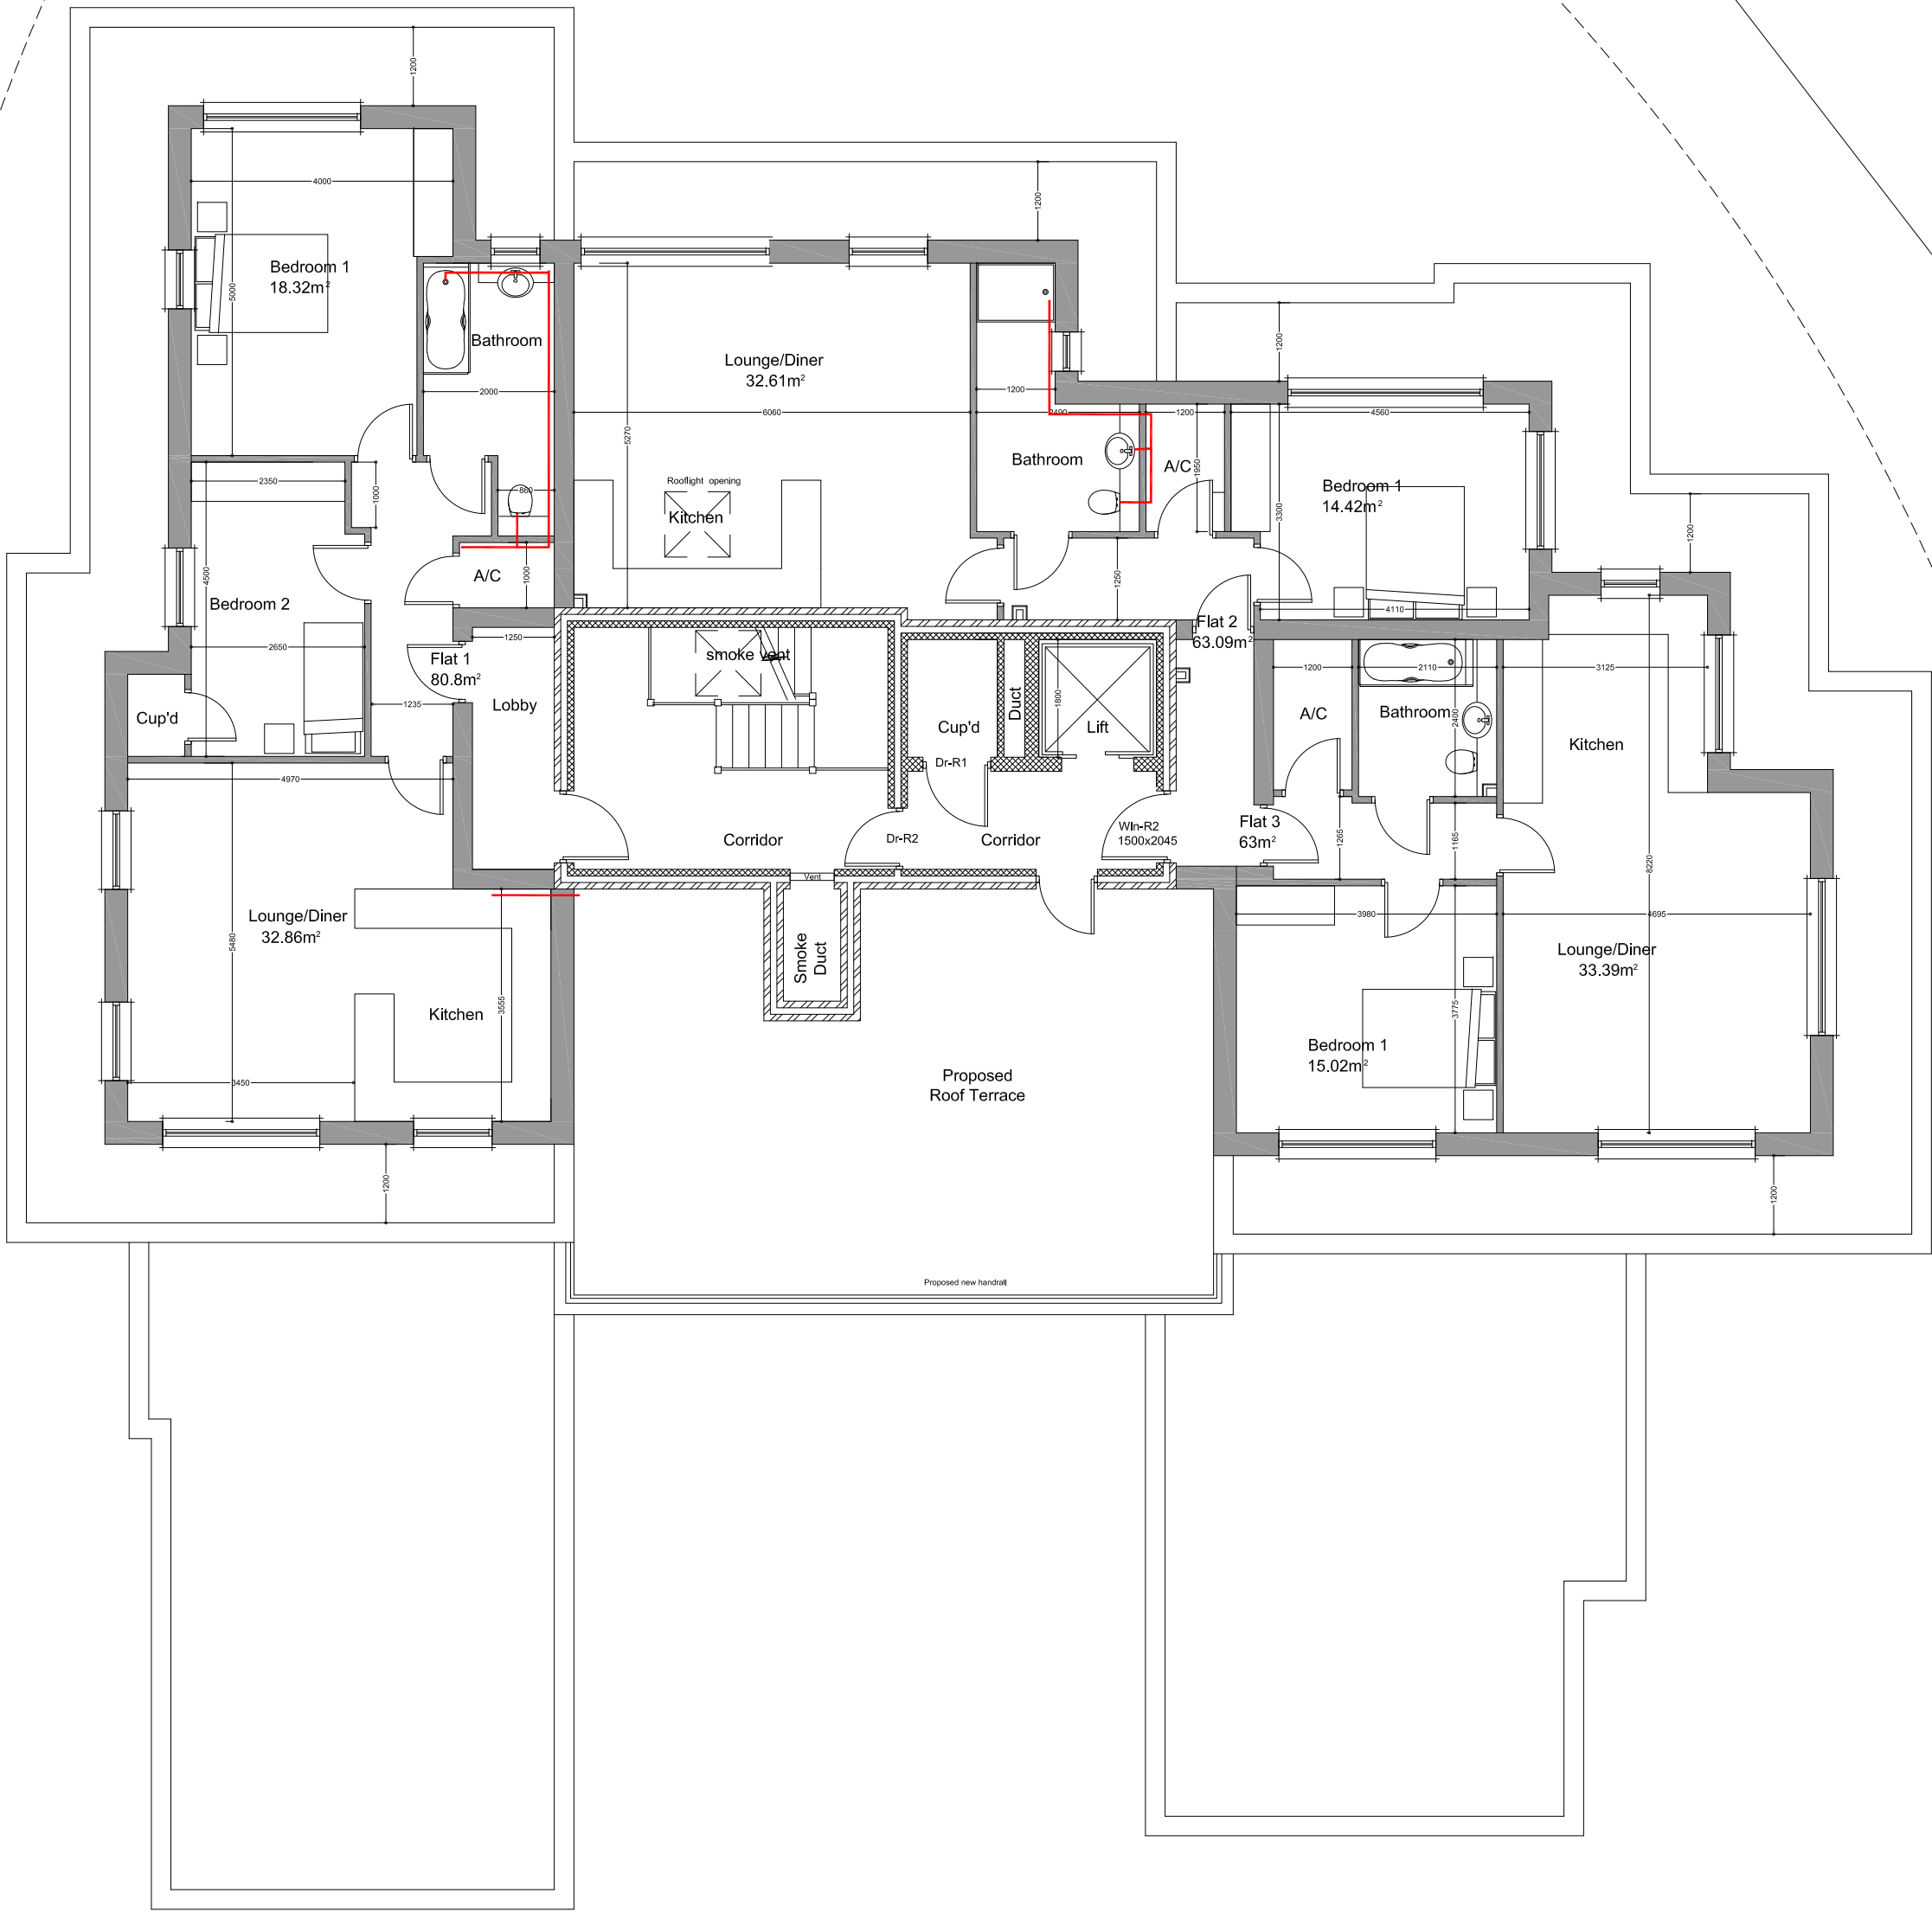 1200
1200
4000
Bedroom 1
18.32m²
5000
Bathroom
2000
860
Lounge/Diner
32.61m²
6060
5270
Rooflight opening
Kitchen
1200
2490
Bathroom
1200
A/C
1950
1200
4560
Bedroom 1
14.42m²
3300
4110
1200
2350
1000
4500
Bedroom 2
2650
A/C
1000
1250
1250
Flat 1
80.8m²
Lobby
1235
Cup'd
smoke vent
Cup'd
Duct
1800
Lift
Dr-R1
Flat 2
63.09m²
1200
2110
3125
A/C
Bathroom
2400
Kitchen
4970
Corridor
Dr-R2
Corridor
Win-R2
1500x2045
Flat 3
63m²
1265
1165
8220
Vent
Lounge/Diner
32.86m²
5480
3555
Kitchen
3450
Smoke
Duct
3980
4695
Lounge/Diner
33.39m²
3775
Bedroom 1
15.02m²
Proposed
Roof Terrace
1200
1200
Proposed new handrail